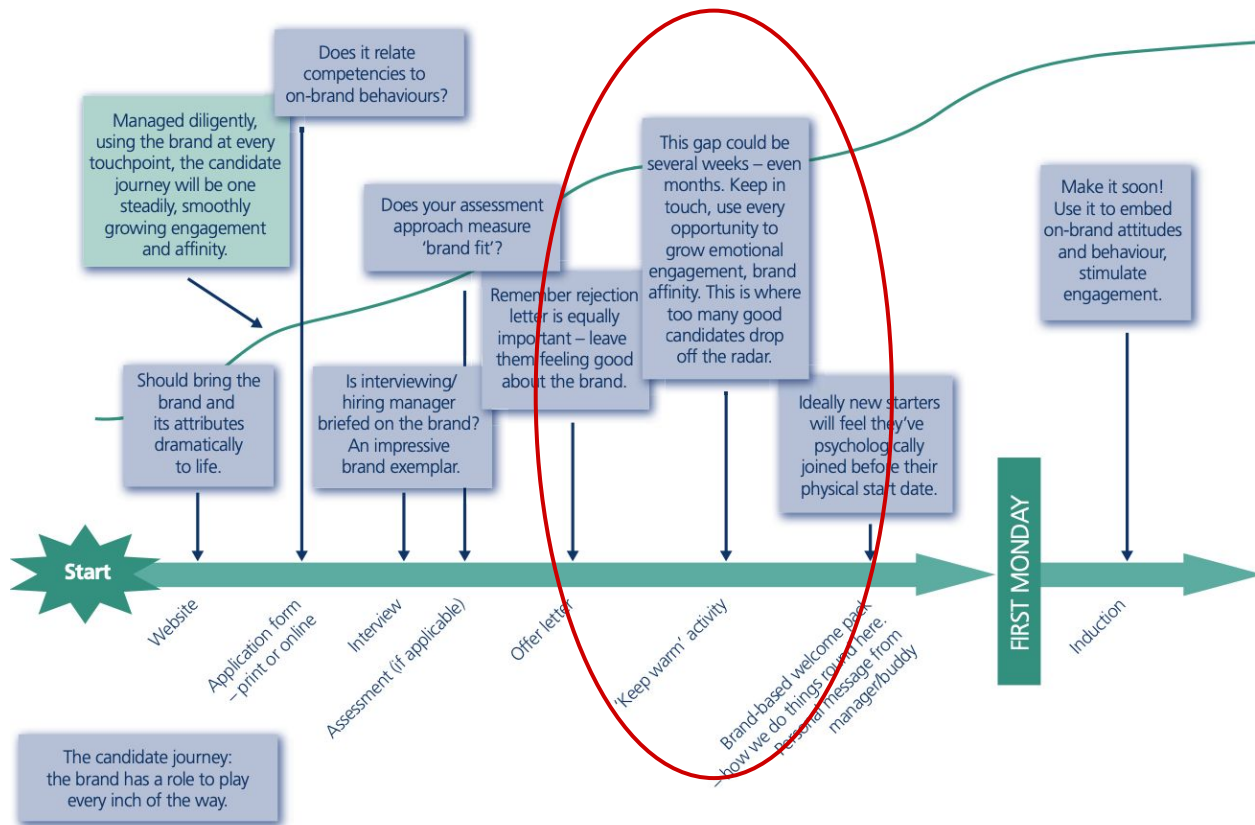 Does it relate
competencies to
on-brand behaviours?
Managed diligently,
using the brand at every
touchpoint, the candidate
journey will be one
steadily, smoothly
growing engagement
and affinity.
Does your assessment
approach measure
‘brand fit’?
This gap could be
several weeks – even
months. Keep in
touch, use every
opportunity to
grow emotional
engagement, brand
affinity. This is where
too many good
candidates drop
off the radar.
Make it soon!
Use it to embed
on-brand attitudes
and behaviour,
stimulate
engagement.
Remember rejection
letter is equally
important – leave
them feeling good
about the brand.
Should bring the
brand and
its attributes
dramatically
to life.
Is interviewing/
hiring manager
briefed on the brand?
An impressive
brand exemplar.
Ideally new starters
will feel they’ve
psychologically
joined before their
physical start date.
Start
FIRST MONDAY
Website
Application form
– print or online
Interview
Assessment (if applicable)
Offer letter
‘Keep warm’ activity
Brand-based welcome pack
– how we do things round here.
Personal message from
manager/buddy
Induction
The candidate journey:
the brand has a role to play
every inch of the way.